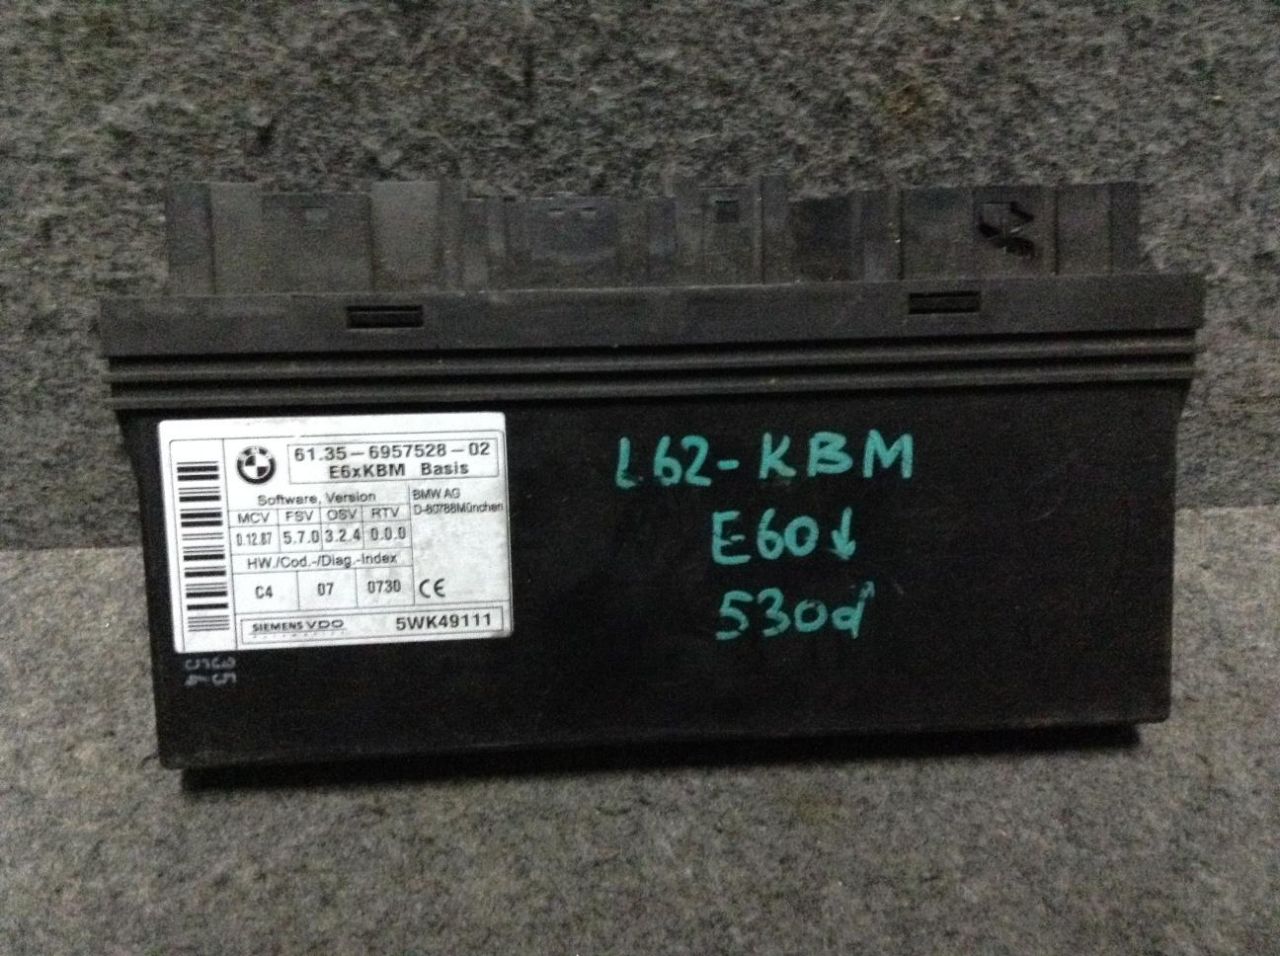 61.35-6957528-02
E6xKBM Basis
Software, Version
MCV FSV OSV RTV
0.12.87 5.7.0 3.2.4 0.0.0
BMW AG
D-80788München
HW./Cod.-/Diag.-Index
C4 07 0730
CE
SIEMENS VDO
5WK49111
L62-KBM
E60↓
530d